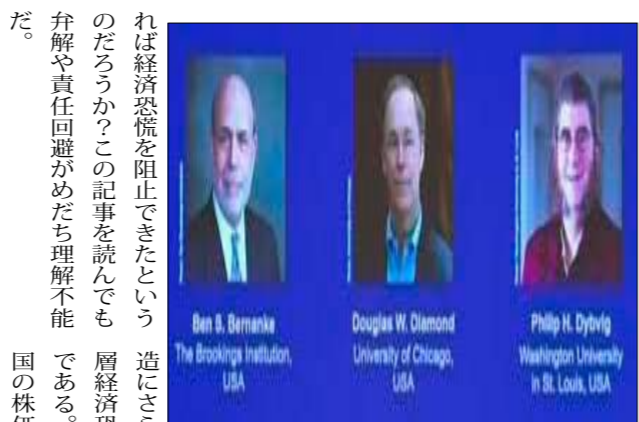 れば経済恐慌を阻止できたという
のだろうか？この記事を読んでも
弁解や責任回避がめだち理解不能
だ。
Ben S. Bernanke
The Brookings Institution,
USA
Douglas W. Diamond
University of Chicago,
USA
Philip H. Dybvig
Washington University
in St. Louis, USA
造にさら
層経済恐
である。
国の株価